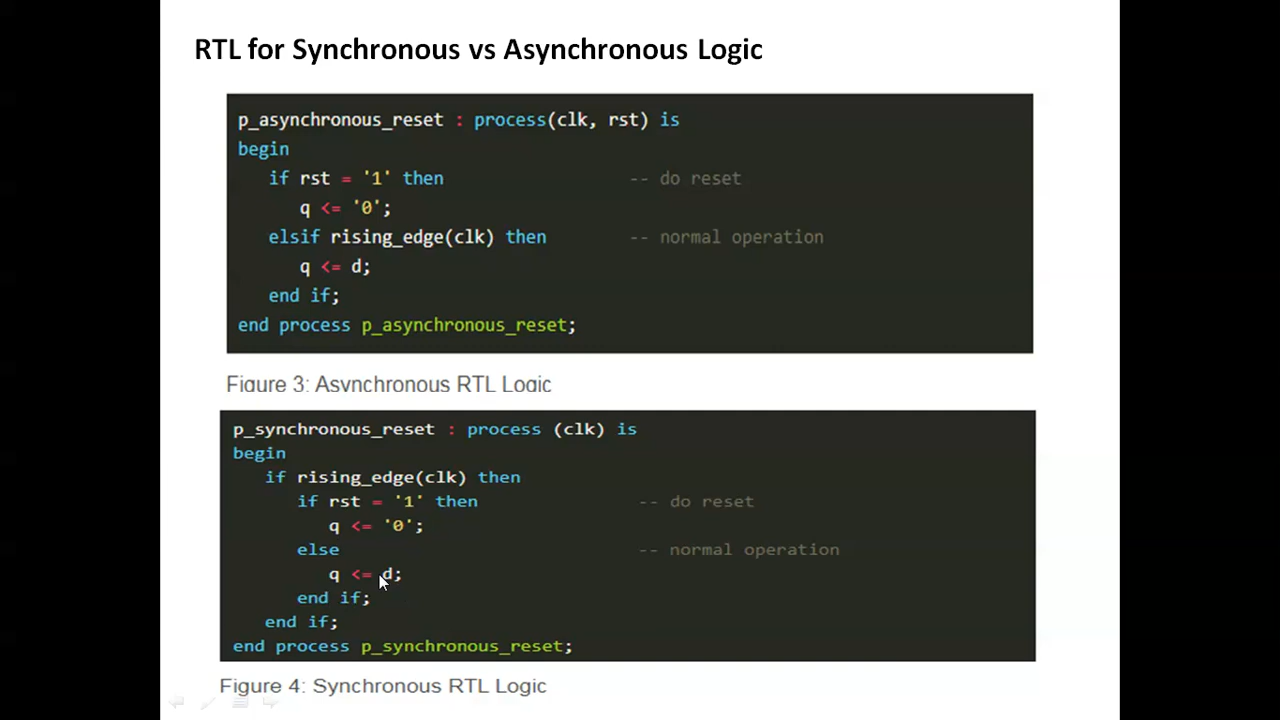 RTL for Synchronous vs Asynchronous Logic
p_asynchronous_reset : process(clk, rst) is
begin
if rst = '1' then -- do reset
q <= '0';
elsif rising_edge(clk) then -- normal operation
q <= d;
end if;
end process p_asynchronous_reset;
Figure 3: Asynchronous RTL Logic
p_synchronous_reset : process (clk) is
begin
if rising_edge(clk) then
if rst = '1' then -- do reset
q <= '0';
else -- normal operation
q <= d;
end if;
end if;
end process p_synchronous_reset;
Figure 4: Synchronous RTL Logic